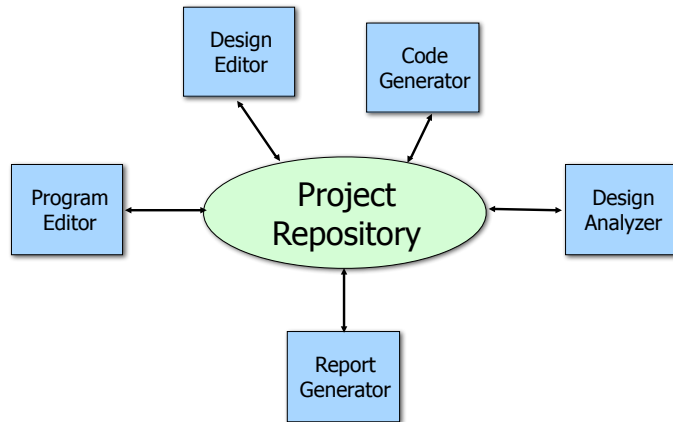 Design
Editor
Code
Generator
Program
Editor
Project
Repository
Design
Analyzer
Report
Generator